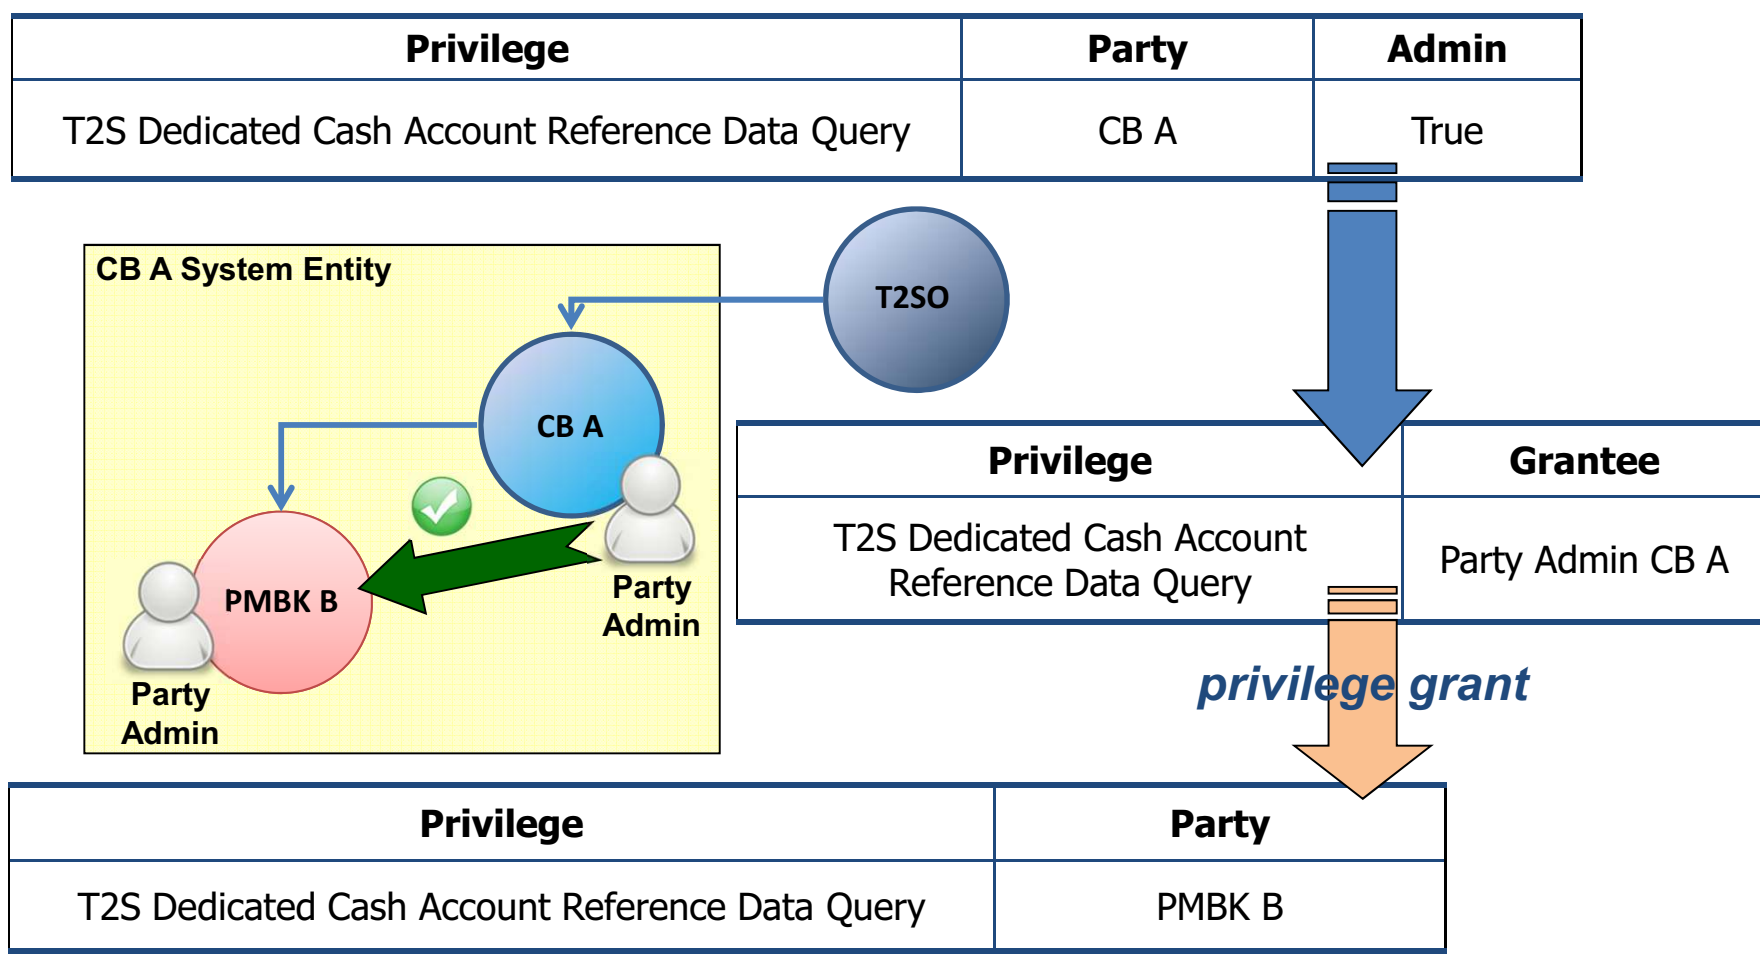 Privilege Party Admin
T2S Dedicated Cash Account Reference Data Query CB A True
CB A System Entity
T2SO
CB A
PMBK B
Party
Admin
Party
Admin
Privilege Grantee
T2S Dedicated Cash Account
Reference Data Query
Party Admin CB A
privilege grant
Privilege Party
T2S Dedicated Cash Account Reference Data Query PMBK B